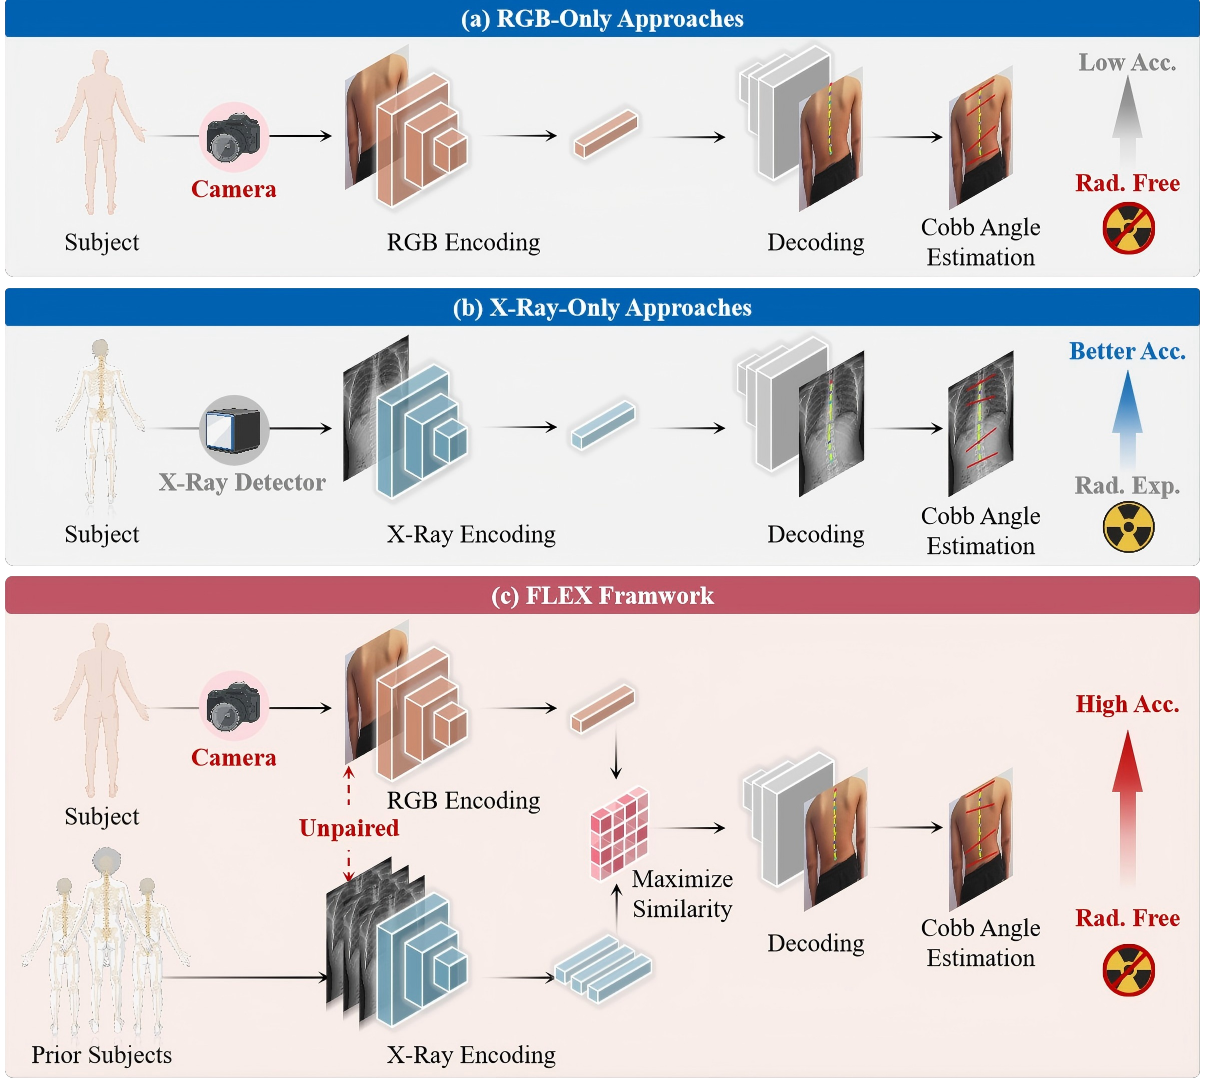 (a) RGB-Only Approaches
Low Acc.
Camera
Rad. Free
Subject
RGB Encoding
Decoding
Cobb Angle
Estimation
(b) X-Ray-Only Approaches
Better Acc.
X-Ray Detector
Rad. Exp.
Subject
X-Ray Encoding
Decoding
Cobb Angle
Estimation
(c) FLEX Framwork
High Acc.
Camera
Subject
RGB Encoding
Unpaired
Maximize
Similarity
Decoding
Cobb Angle
Estimation
Rad. Free
Prior Subjects
X-Ray Encoding